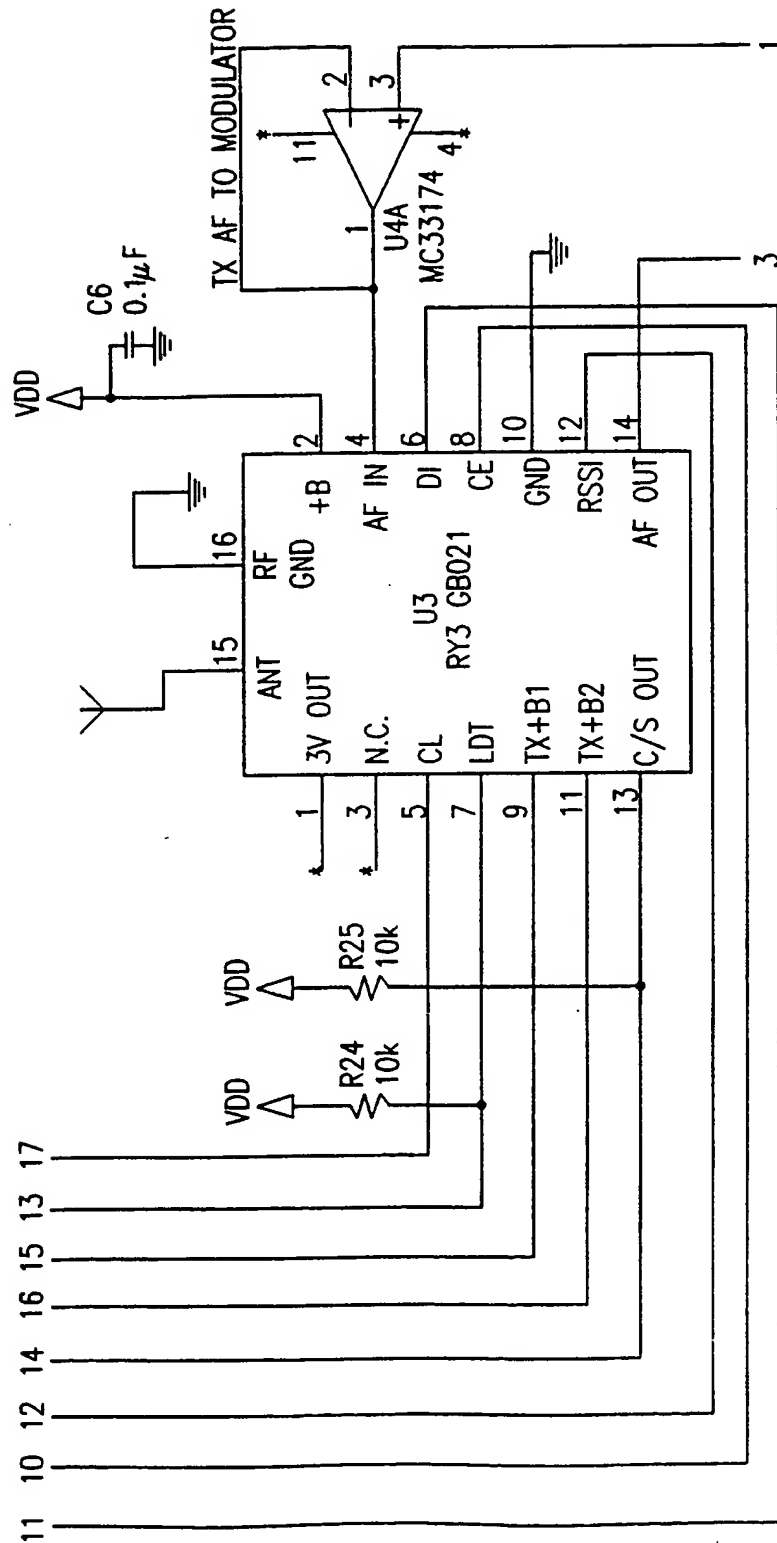 TX AF TO MODULATOR
VDD
C6
0.1μF
2
3
11
4
1
U4A
MC33174
1
3
15
16
ANT
RF
GND
U3
RY3 GB021
2
+B
4
AF IN
6
DI
8
CE
10
GND
12
RSSI
14
AF OUT
1
3V OUT
3
N.C.
5
CL
7
LDT
9
TX+B1
11
TX+B2
13
C/S OUT
VDD
R25
10k
VDD
R24
10k
17
13
15
16
14
12
10
11